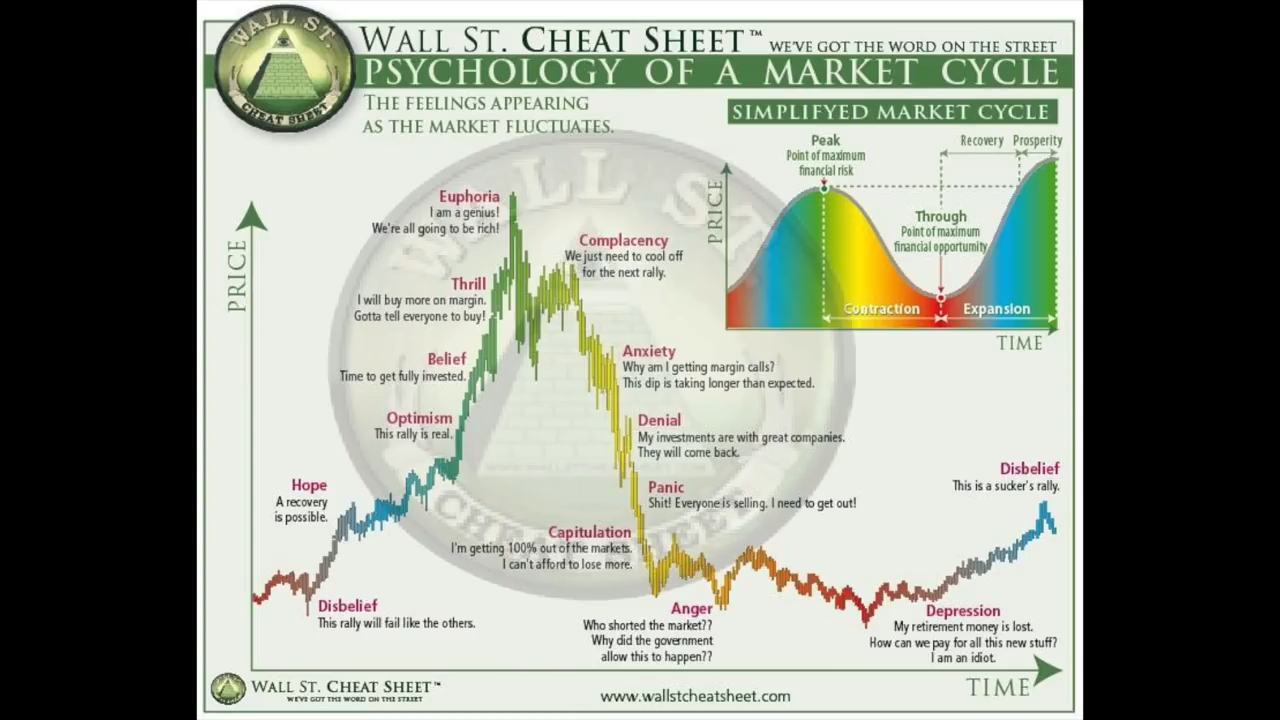 WALL ST.
CHEAT SHEET
WALL ST. CHEAT SHEET™ WE'VE GOT THE WORD ON THE STREET
PSYCHOLOGY OF A MARKET CYCLE
THE FEELINGS APPEARING
AS THE MARKET FLUCTUATES.
SIMPLIFYED MARKET CYCLE
Peak
Point of maximum
financial risk
Recovery Prosperity
PRICE
Through
Point of maximum
financial opportunity
Contraction
Expansion
TIME
WALL ST.
CHEAT SHEET
PRICE
Euphoria
I am a genius!
We're all going to be rich!
Complacency
We just need to cool off
for the next rally.
Thrill
I will buy more on margin.
Gotta tell everyone to buy!
Belief
Time to get fully invested.
Anxiety
Why am I getting margin calls?
This dip is taking longer than expected.
Optimism
This rally is real.
Denial
My investments are with great companies.
They will come back.
Hope
A recovery
is possible.
Panic
Shit! Everyone is selling. I need to get out!
Disbelief
This is a sucker's rally.
Capitulation
I'm getting 100% out of the markets.
I can't afford to lose more.
Disbelief
This rally will fail like the others.
Anger
Who shorted the market??
Why did the government
allow this to happen??
Depression
My retirement money is lost.
How can we pay for all this new stuff?
I am an idiot.
TIME
WALL ST. CHEAT SHEET™
WE'VE GOT THE WORD ON THE STREET
www.wallstcheatsheet.com